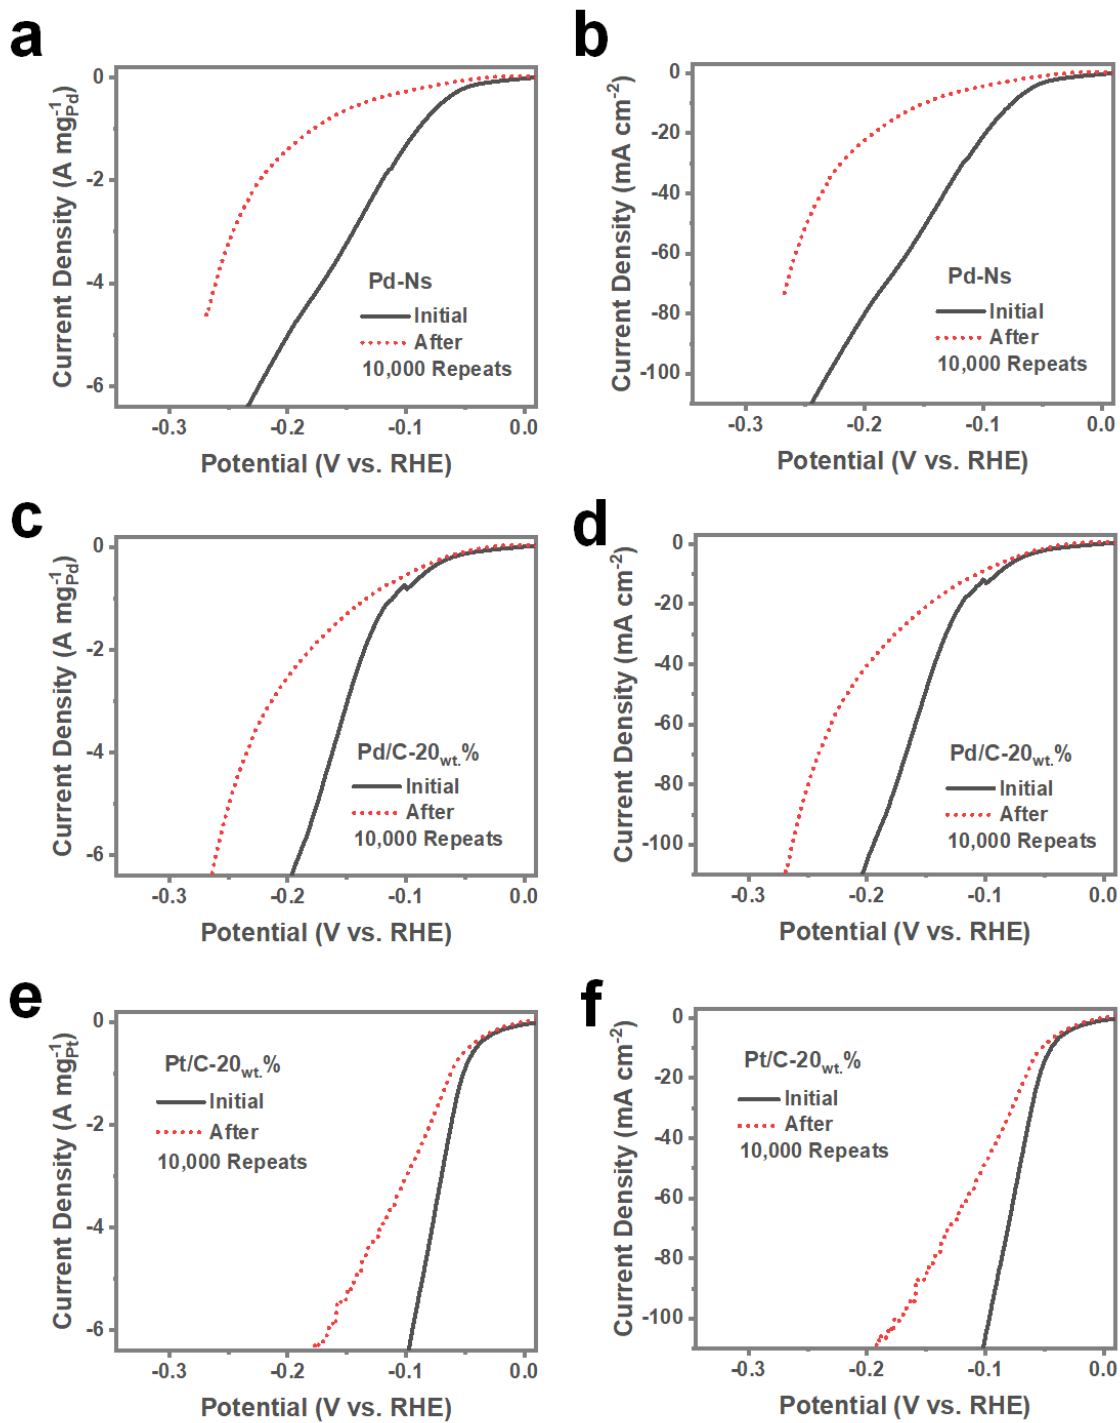 a
0
-2
-4
-6
Current Density (A mg⁻¹Pd)
Pd-Ns
Initial
After
10,000 Repeats
-0.3 -0.2 -0.1 0.0
Potential (V vs. RHE)
b
0
-20
-40
-60
-80
-100
Current Density (mA cm⁻²)
Pd-Ns
Initial
After
10,000 Repeats
-0.3 -0.2 -0.1 0.0
Potential (V vs. RHE)
c
0
-2
-4
-6
Current Density (A mg⁻¹Pd)
Pd/C-20wt.%
Initial
After
10,000 Repeats
-0.3 -0.2 -0.1 0.0
Potential (V vs. RHE)
d
0
-20
-40
-60
-80
-100
Current Density (mA cm⁻²)
Pd/C-20wt.%
Initial
After
10,000 Repeats
-0.3 -0.2 -0.1 0.0
Potential (V vs. RHE)
e
0
-2
-4
-6
Current Density (A mg⁻¹Pt)
Pt/C-20wt.%
Initial
After
10,000 Repeats
-0.3 -0.2 -0.1 0.0
Potential (V vs. RHE)
f
0
-20
-40
-60
-80
-100
Current Density (mA cm⁻²)
Pt/C-20wt.%
Initial
After
10,000 Repeats
-0.3 -0.2 -0.1 0.0
Potential (V vs. RHE)